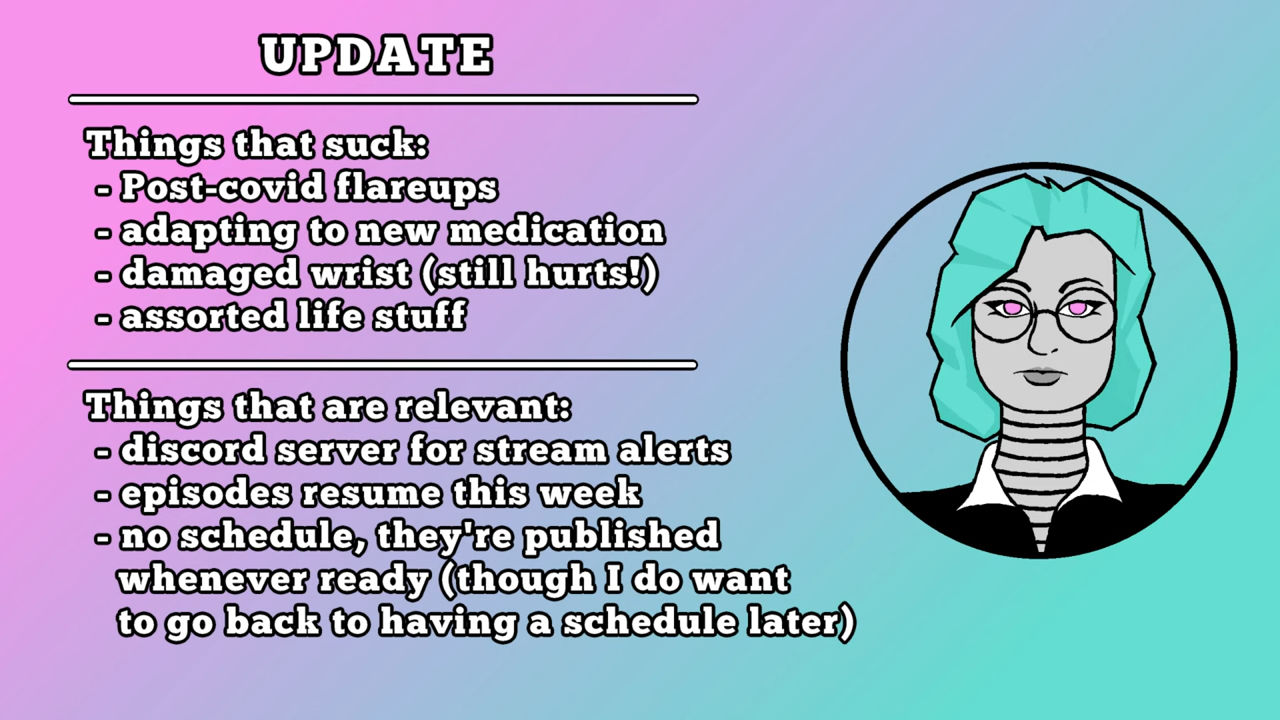 UPDATE
Things that suck:
- Post-covid flareups
- adapting to new medication
- damaged wrist (still hurts!)
- assorted life stuff
Things that are relevant:
- discord server for stream alerts
- episodes resume this week
- no schedule, they're published
whenever ready (though I do want
to go back to having a schedule later)